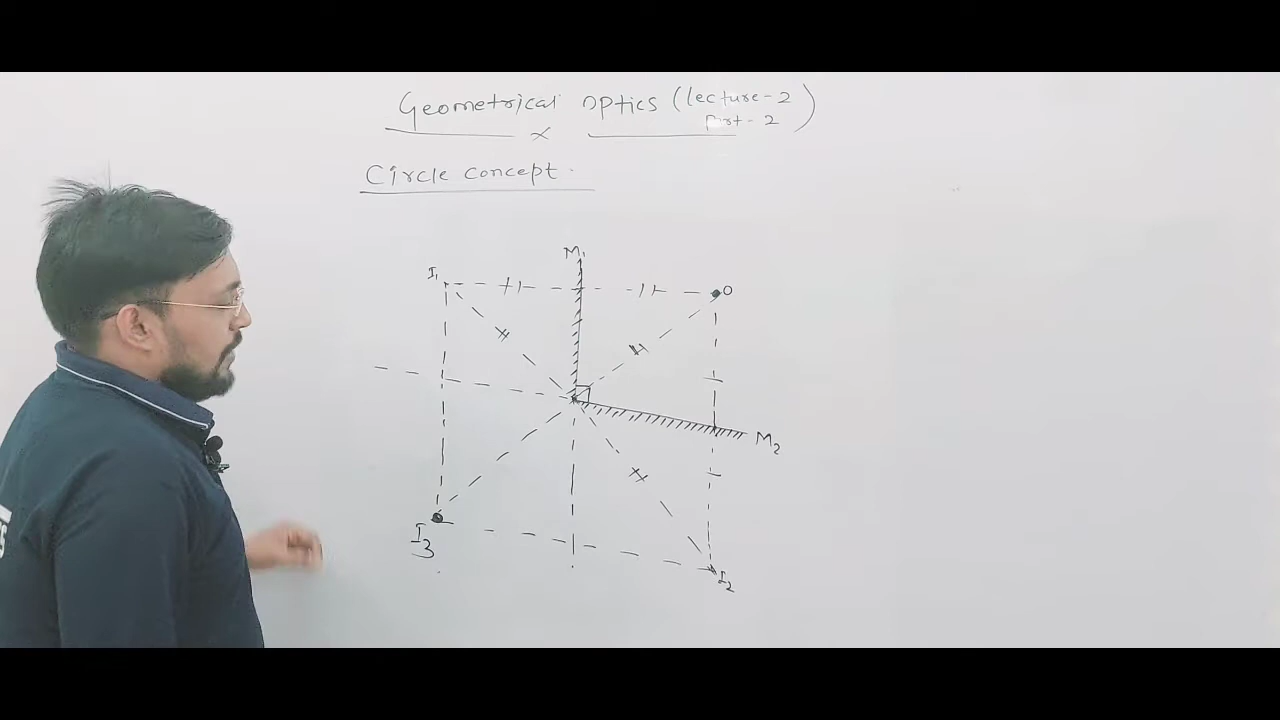 Geometrical optics (lecture-2
part-2)
Circle concept.
M1
I1
O
M2
I3
I2